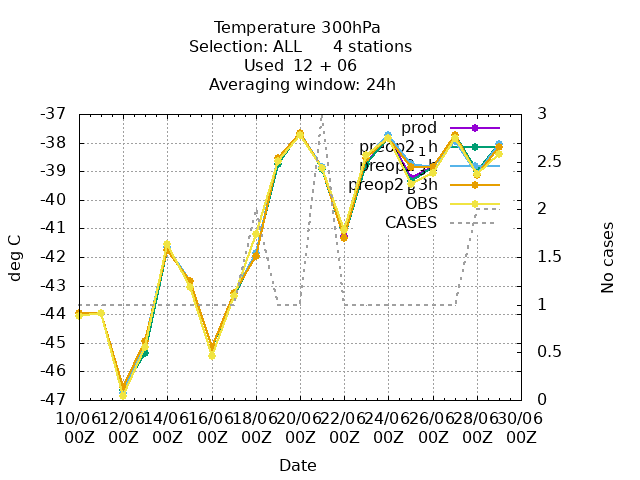 Temperature 300hPa
Selection: ALL 4 stations
Used 12 + 06
Averaging window: 24h
-37
-38
-39
-40
-41
-42
-43
-44
-45
-46
-47
deg C
3
2.5
2
1.5
1
0.5
0
No cases
prod
OBS
CASES
10/06 12/06 14/06 16/06 18/06 20/06 22/06 24/06 26/06 28/06 30/06
00Z 00Z 00Z 00Z 00Z 00Z 00Z 00Z 00Z 00Z 00Z
Date